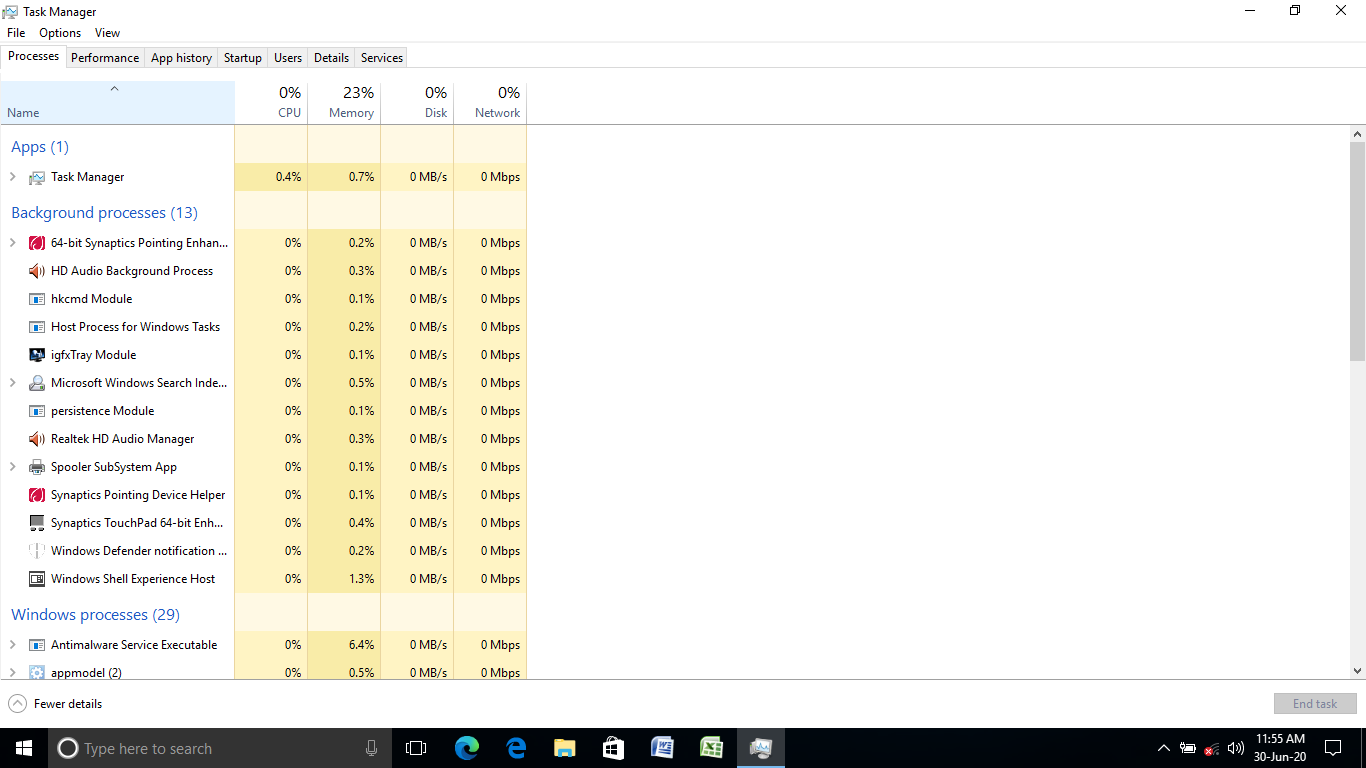 Task Manager
File Options View
Processes Performance App history Startup Users Details Services
0% 23% 0% 0%
Name CPU Memory Disk Network
Apps (1)
Task Manager 0.4% 0.7% 0 MB/s 0 Mbps
Background processes (13)
64-bit Synaptics Pointing Enhan... 0% 0.2% 0 MB/s 0 Mbps
HD Audio Background Process 0% 0.3% 0 MB/s 0 Mbps
hkcmd Module 0% 0.1% 0 MB/s 0 Mbps
Host Process for Windows Tasks 0% 0.2% 0 MB/s 0 Mbps
igfxTray Module 0% 0.1% 0 MB/s 0 Mbps
Microsoft Windows Search Inde... 0% 0.5% 0 MB/s 0 Mbps
persistence Module 0% 0.1% 0 MB/s 0 Mbps
Realtek HD Audio Manager 0% 0.3% 0 MB/s 0 Mbps
Spooler SubSystem App 0% 0.1% 0 MB/s 0 Mbps
Synaptics Pointing Device Helper 0% 0.1% 0 MB/s 0 Mbps
Synaptics TouchPad 64-bit Enh... 0% 0.4% 0 MB/s 0 Mbps
Windows Defender notification ... 0% 0.2% 0 MB/s 0 Mbps
Windows Shell Experience Host 0% 1.3% 0 MB/s 0 Mbps
Windows processes (29)
Antimalware Service Executable 0% 6.4% 0 MB/s 0 Mbps
appmodel (2) 0% 0.5% 0 MB/s 0 Mbps
Fewer details End task
Type here to search
11:55 AM
30-Jun-20